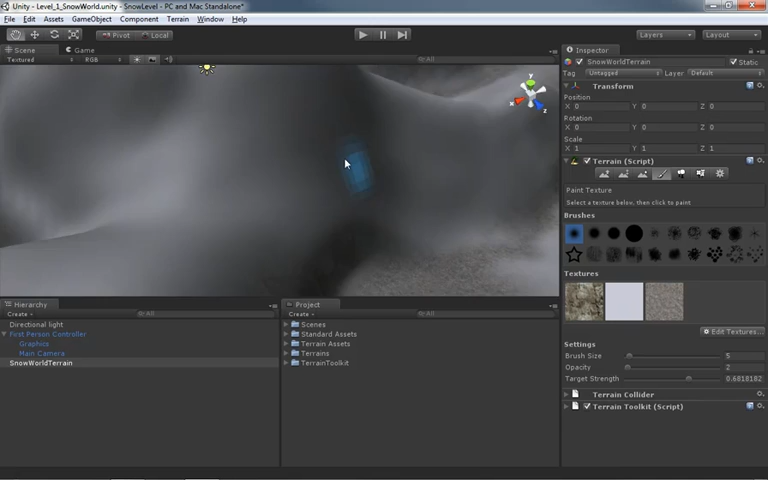 Unity - Level_1_SnowWorld.unity - SnowLevel - PC and Mac Standalone*
File Edit Assets GameObject Component Terrain Window Help
Pivot Local Layers Layout
Scene Game
Textured RGB All
y
x
z
Inspector
SnowWorldTerrain Static
Tag Untagged Layer Default
Transform
Position
X 0 Y 0 Z 0
Rotation
X 0 Y 0 Z 0
Scale
X 1 Y 1 Z 1
Terrain (Script)
Paint Texture
Select a texture below, then click to paint
Brushes
Textures
Edit Textures...
Settings
Brush Size 5
Opacity 2
Target Strength 0.6818182
Terrain Collider
Terrain Toolkit (Script)
Hierarchy
Create All
Directional light
First Person Controller
Graphics
Main Camera
SnowWorldTerrain
Project
Create All
Scenes
Standard Assets
Terrain Assets
Terrains
TerrainToolkit